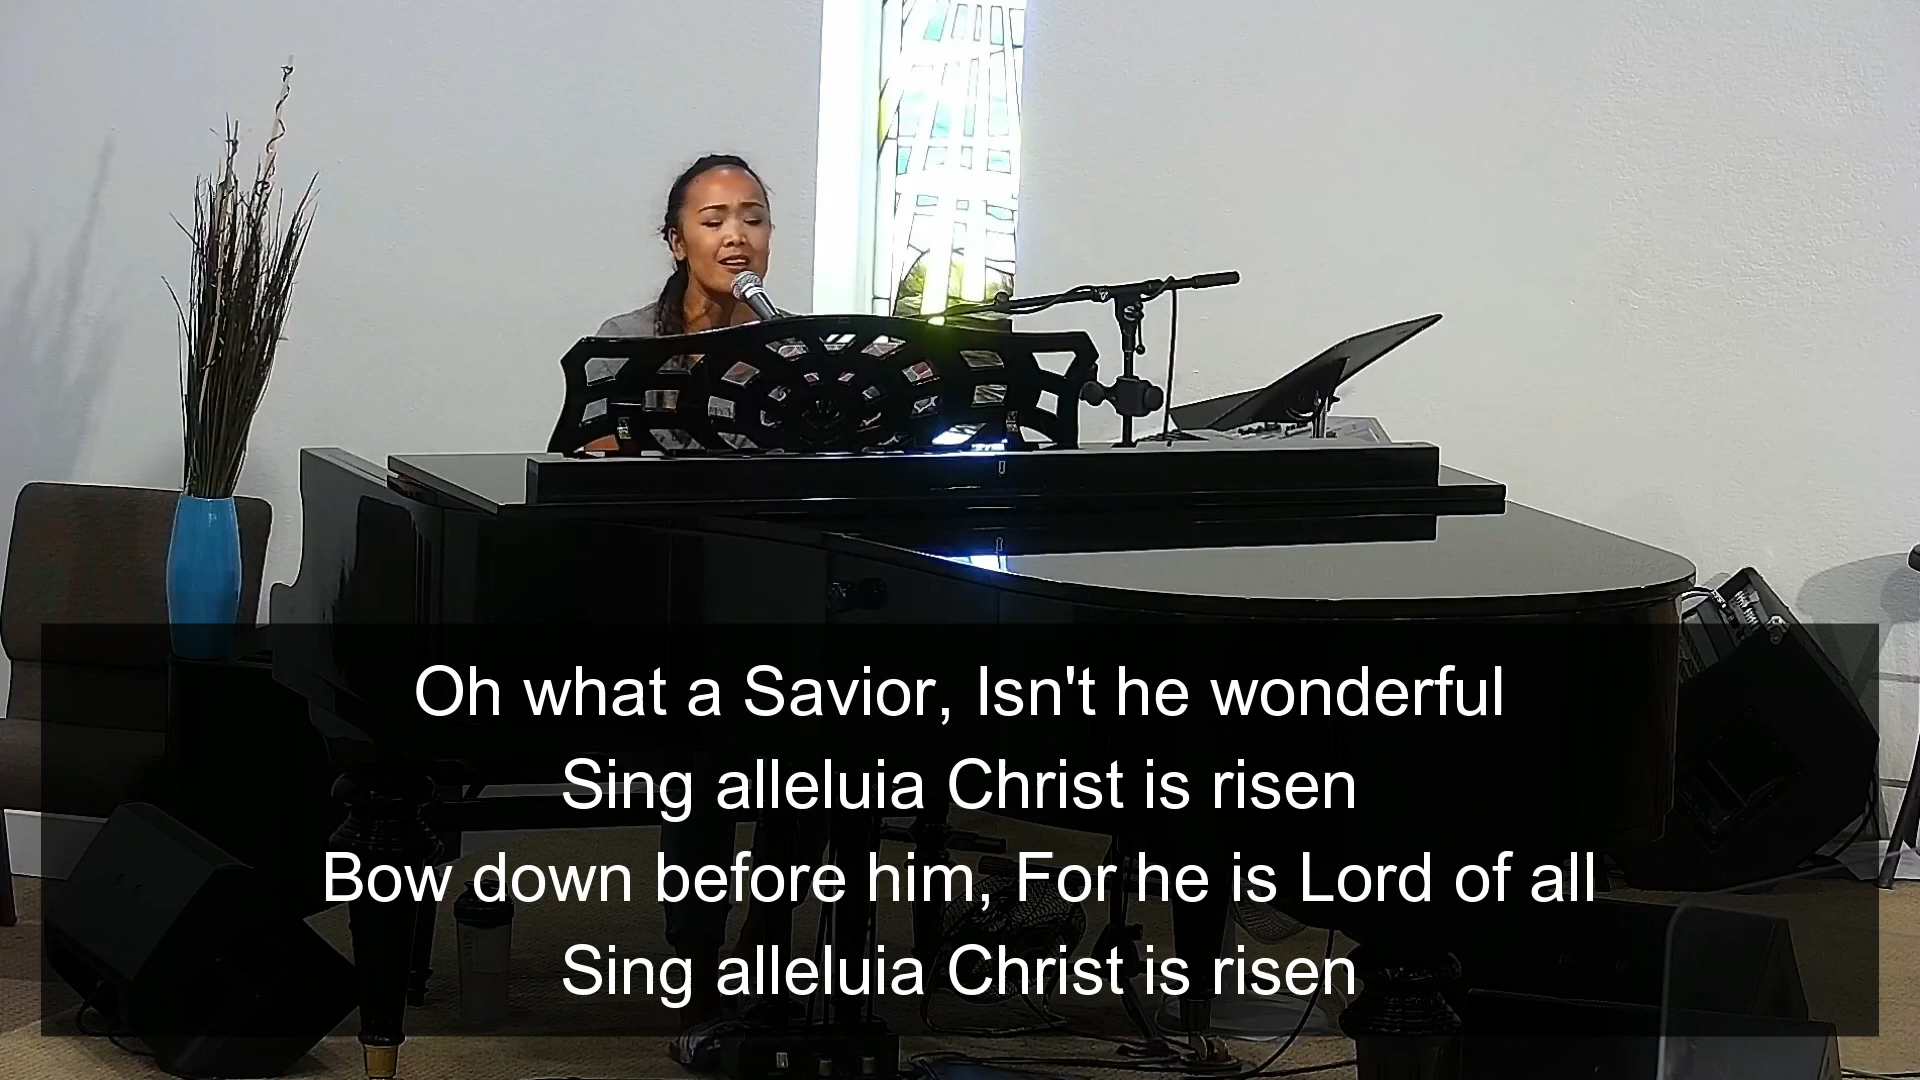 Oh what a Savior, Isn't he wonderful
Sing alleluia Christ is risen
Bow down before him, For he is Lord of all
Sing alleluia Christ is risen